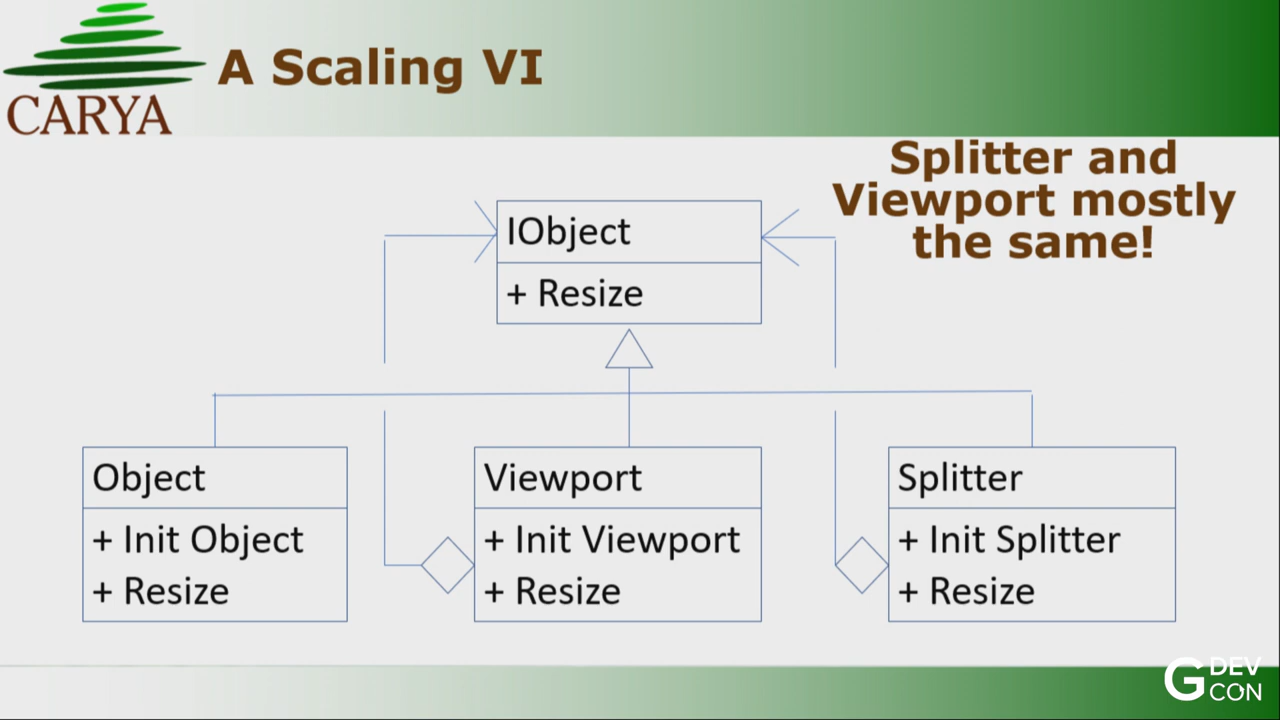 CARYA
A Scaling VI
Splitter and
Viewport mostly
the same!
IObject
+ Resize
Object
+ Init Object
+ Resize
Viewport
+ Init Viewport
+ Resize
Splitter
+ Init Splitter
+ Resize
G DEV
CON